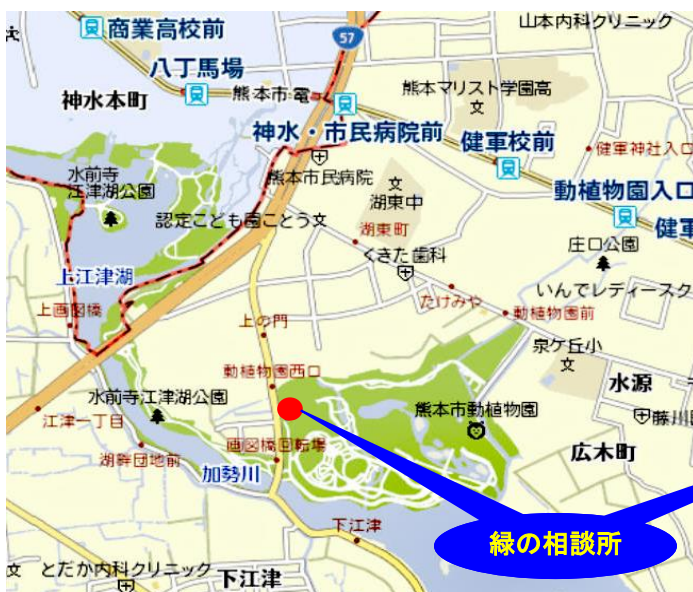 商業高校前
57
山本内科クリニック
八丁馬場
熊本市電
熊本マリスト学園高
文
神水本町
神水・市民病院前
健軍校前
健軍神社入口
水前寺
江津湖公園
熊本市民病院
文
湖東中
動植物園入口
認定こども園ことう文
湖東町
庄口公園
健軍
くきた歯科
上江津湖
いんでレディースク
たけみや
動植物園前
上画図橋
上の門
泉ケ丘小
文
動植物園西口
水源
水前寺江津湖公園
熊本市動植物園
藤川
江津一丁目
画図橋回転場
広木町
湖畔団地前
加勢川
下江津
緑の相談所
文
とだか内科クリニック
下江津